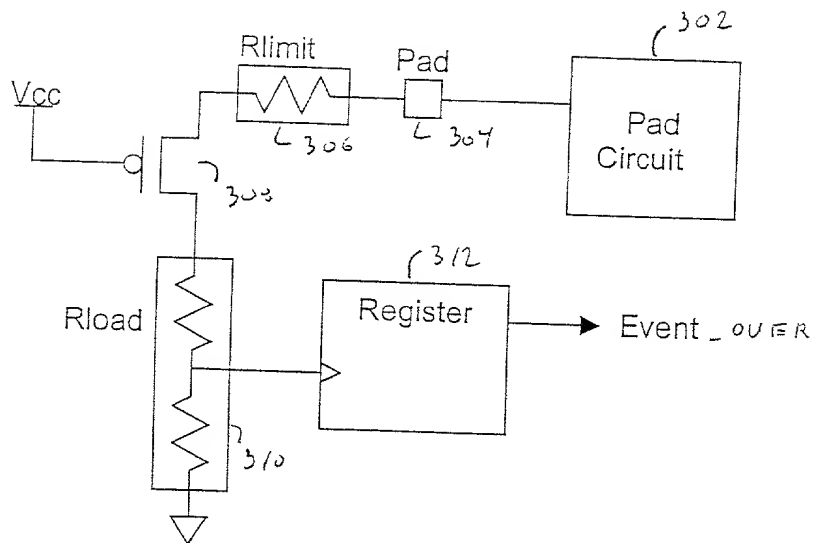 302
Rlimit
Pad
Vcc
306
304
Pad
Circuit
308
312
Rload
Register
Event_OVER
310